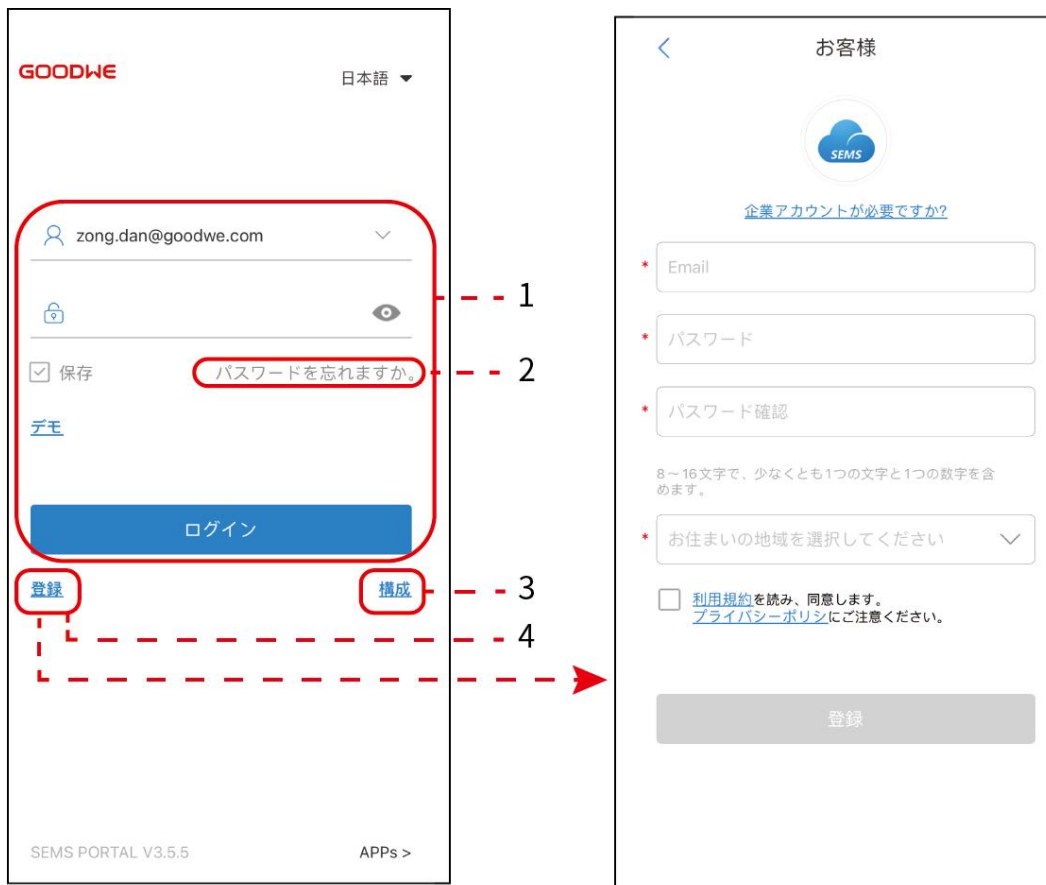 GOODWE
日本語
zong.dan@goodwe.com
1
保存
パスワードを忘れますか。
2
デモ
ログイン
登録
構成
3
4
SEMS PORTAL V3.5.5
APPs >
お客様
SEMS
企業アカウントが必要ですか?
* Email
* パスワード
* パスワード確認
8～16文字で、少なくとも1つの文字と1つの数字を含
めます。
* お住まいの地域を選択してください
利用規約を読み、同意します。
プライバシーポリシにご注意ください。
登録